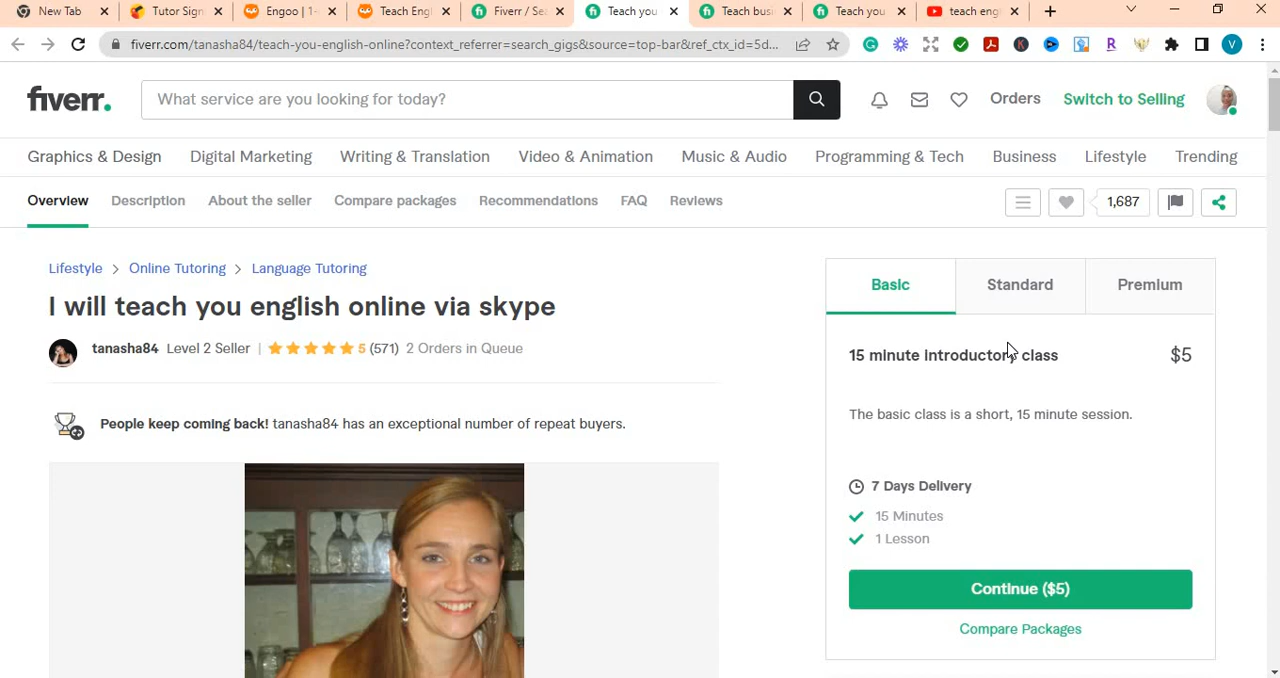 New Tab
Tutor Sign
Engoo | 1-
Teach Engl
Fiverr / Sea
Teach you
Teach busi
Teach you
teach engl
fiverr.com/tanasha84/teach-you-english-online?context_referrer=search_gigs&source=top-bar&ref_ctx_id=5d...
V
fiverr.
What service are you looking for today?
Orders
Switch to Selling
Graphics & Design
Digital Marketing
Writing & Translation
Video & Animation
Music & Audio
Programming & Tech
Business
Lifestyle
Trending
Overview
Description
About the seller
Compare packages
Recommendations
FAQ
Reviews
1,687
Lifestyle > Online Tutoring > Language Tutoring
I will teach you english online via skype
tanasha84 Level 2 Seller | 5 (571) 2 Orders in Queue
People keep coming back! tanasha84 has an exceptional number of repeat buyers.
Basic
Standard
Premium
15 minute introductory class $5
The basic class is a short, 15 minute session.
7 Days Delivery
15 Minutes
1 Lesson
Continue ($5)
Compare Packages